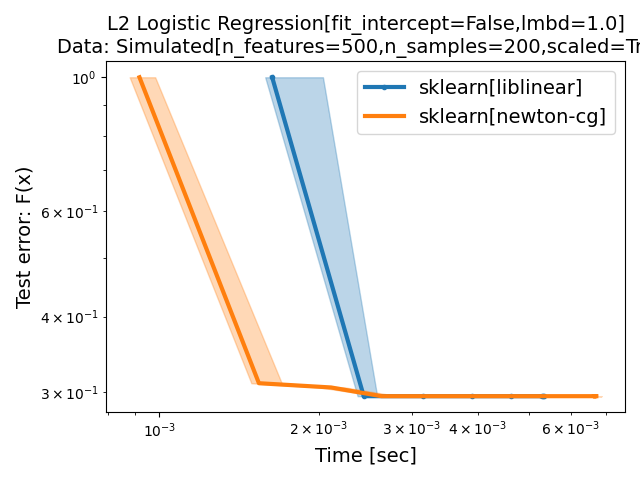 L2 Logistic Regression[fit_intercept=False,lmbd=1.0]
Data: Simulated[n_features=500,n_samples=200,scaled=Tr
sklearn[liblinear]
sklearn[newton-cg]
Test error: F(x)
10⁰
6 × 10⁻¹
4 × 10⁻¹
3 × 10⁻¹
10⁻³
2 × 10⁻³
3 × 10⁻³
4 × 10⁻³
6 × 10⁻³
Time [sec]